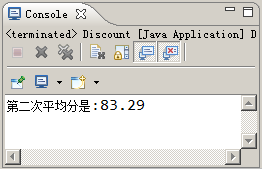 Console
<terminated> Discount [Java Application] D
第二次平均分是:83.29